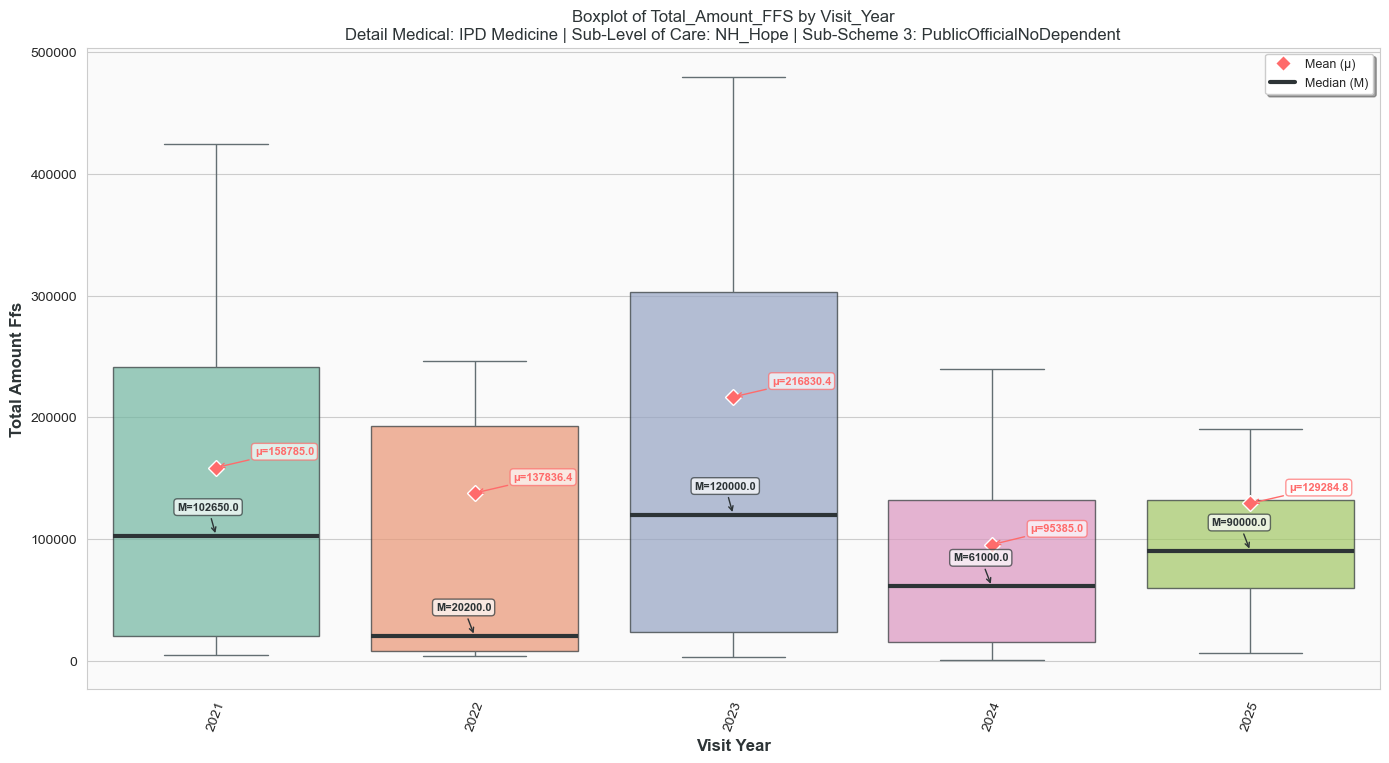 Boxplot of Total_Amount_FFS by Visit_Year
Detail Medical: IPD Medicine | Sub-Level of Care: NH_Hope | Sub-Scheme 3: PublicOfficialNoDependent
Mean (μ)
Median (M)
Total Amount Ffs
500000
400000
300000
200000
100000
0
μ=158785.0
M=102650.0
μ=137836.4
M=20200.0
μ=216830.4
M=120000.0
μ=95385.0
M=61000.0
μ=129284.8
M=90000.0
2021
2022
2023
2024
2025
Visit Year